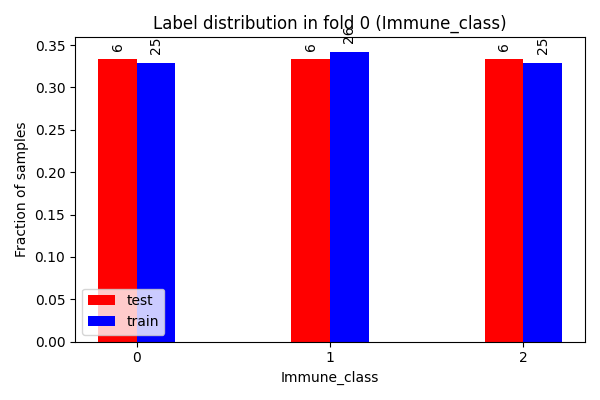 Label distribution in fold 0 (Immune_class)
6 25 6 26 6 25
0.35
0.30
0.25
0.20
0.15
0.10
0.05
0.00
Fraction of samples
test
train
0 1 2
Immune_class